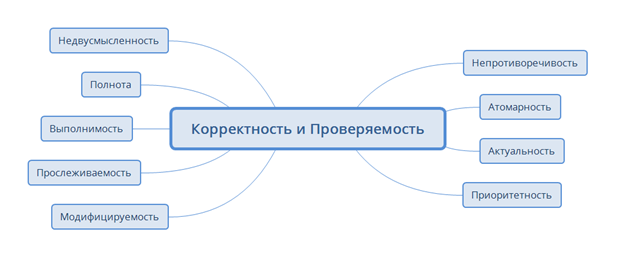 Недвусмысленность
Полнота
Выполнимость
Прослеживаемость
Модифицируемость
Корректность и Проверяемость
Непротиворечивость
Атомарность
Актуальность
Приоритетность